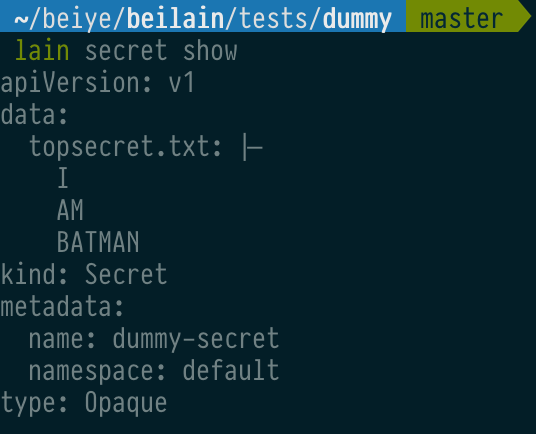 ~/beiye/beilain/tests/dummy master
lain secret show
apiVersion: v1
data:
  topsecret.txt: |-
    I
    AM
    BATMAN
kind: Secret
metadata:
  name: dummy-secret
  namespace: default
type: Opaque